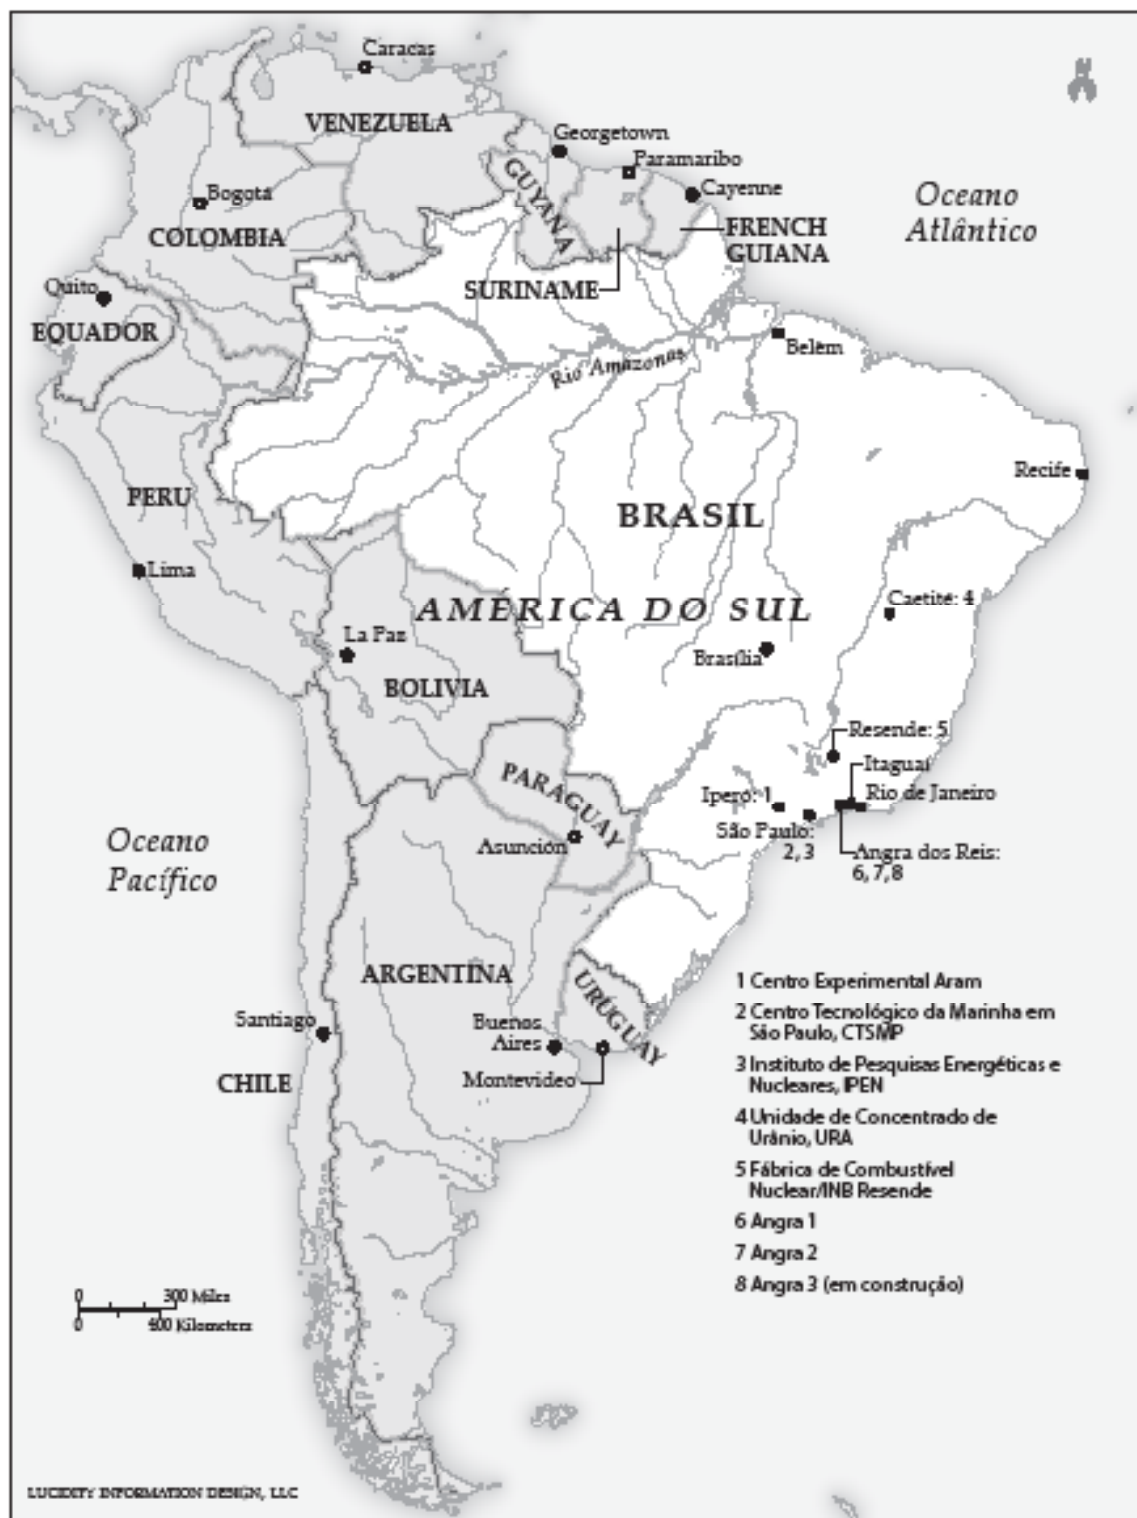 Caracas
VENEZUELA
Georgetown
Paramaribo
GUYANA
Cayenne
Oceano
Atlântico
Bogotá
COLOMBIA
FRENCH
GUIANA
SURINAME
Quito
EQUADOR
Belém
Rio Amazonas
Recife
PERU
BRASIL
Lima
AMÉRICA DO SUL
Caetité: 4
La Paz
Brasília
BOLIVIA
Resende: 5
Itaguaí
PARAGUAY
Iperó: 1
Rio de Janeiro
São Paulo:
2, 3
Asunción
Angra dos Reis:
6, 7, 8
Oceano
Pacífico
ARGENTINA
URÚGUAY
Santiago
Buenos
Aires
Montevideo
CHILE
1 Centro Experimental Aram
2 Centro Tecnológico da Marinha em
São Paulo, CTSMP
3 Instituto de Pesquisas Energéticas e
Nucleares, IPEN
4 Unidade de Concentrado de
Urânio, URA
5 Fábrica de Combustível
Nuclear/INB Resende
6 Angra 1
7 Angra 2
8 Angra 3 (em construção)
0 300 Miles
0 400 Kilometers
LUCIDITY INFORMATION DESIGN, LLC